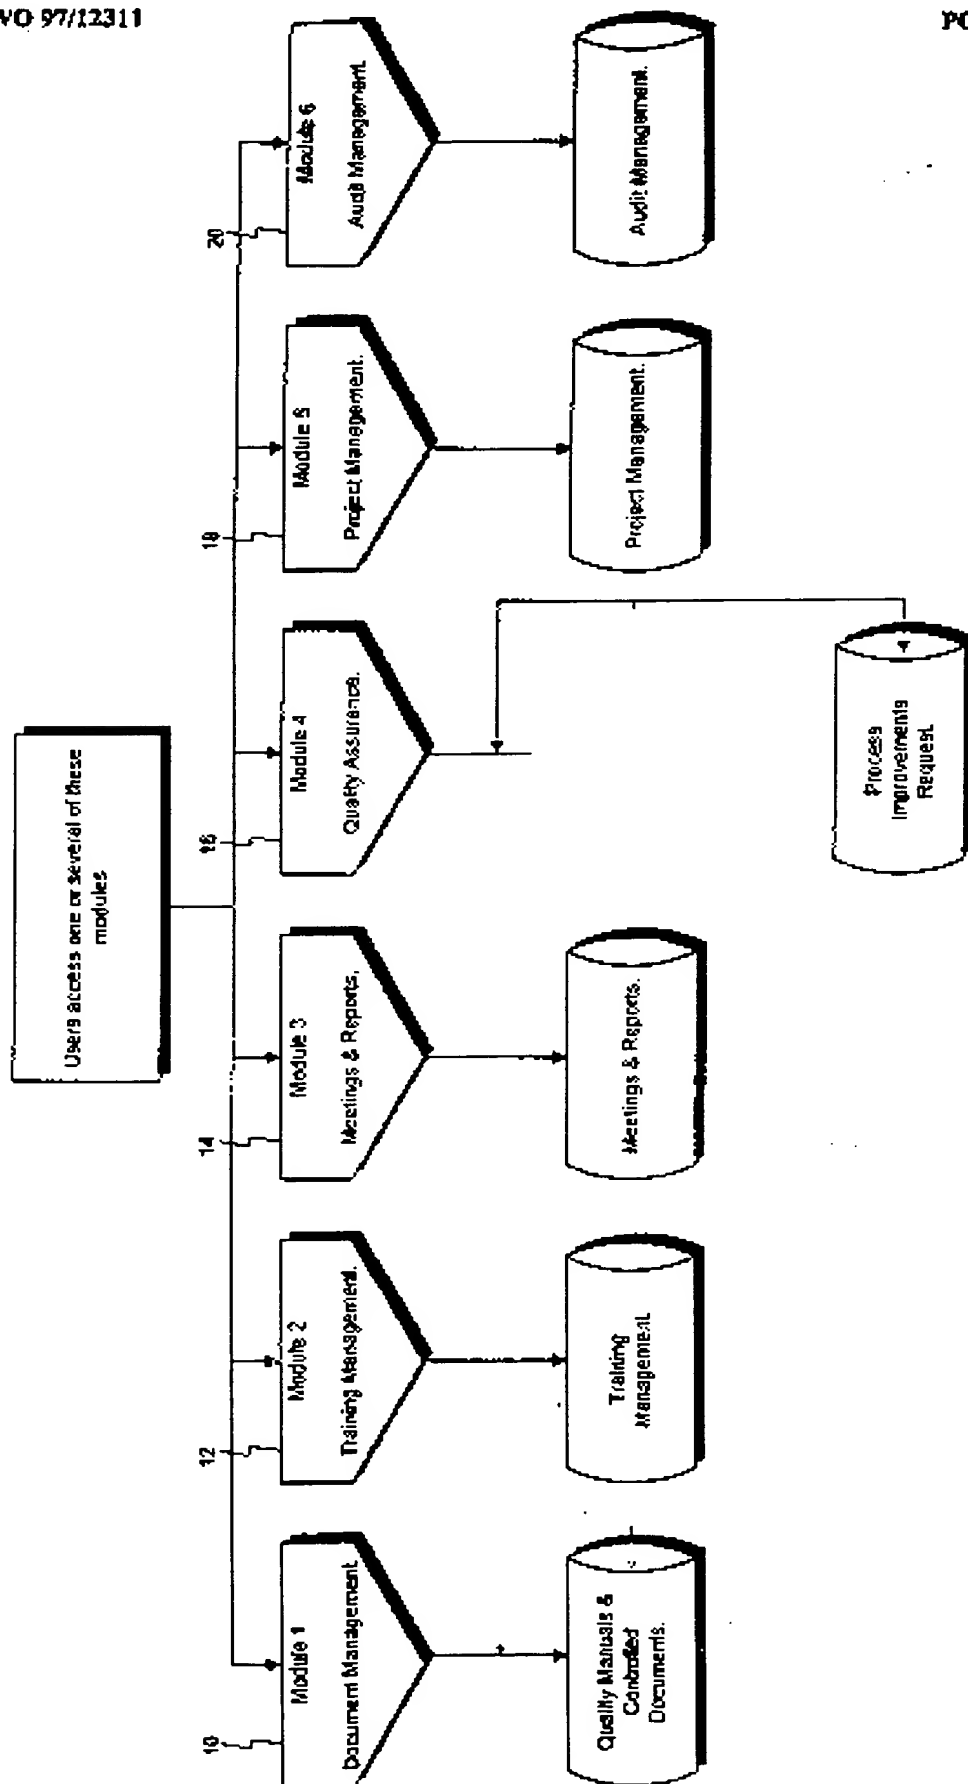 WO 97/12311
PC
Users access one or several of these
modules
10
Module 1
Document Management
12
Module 2
Training Management.
14
Module 3
Meetings & Reports.
16
Module 4
Quality Assurance.
18
Module 5
Project Management.
20
Module 6
Audit Management.
Quality Manuals &
Controlled
Documents.
Training
Management
Meetings & Reports.
Process
Improvements
Request
Project Management.
Audit Management.